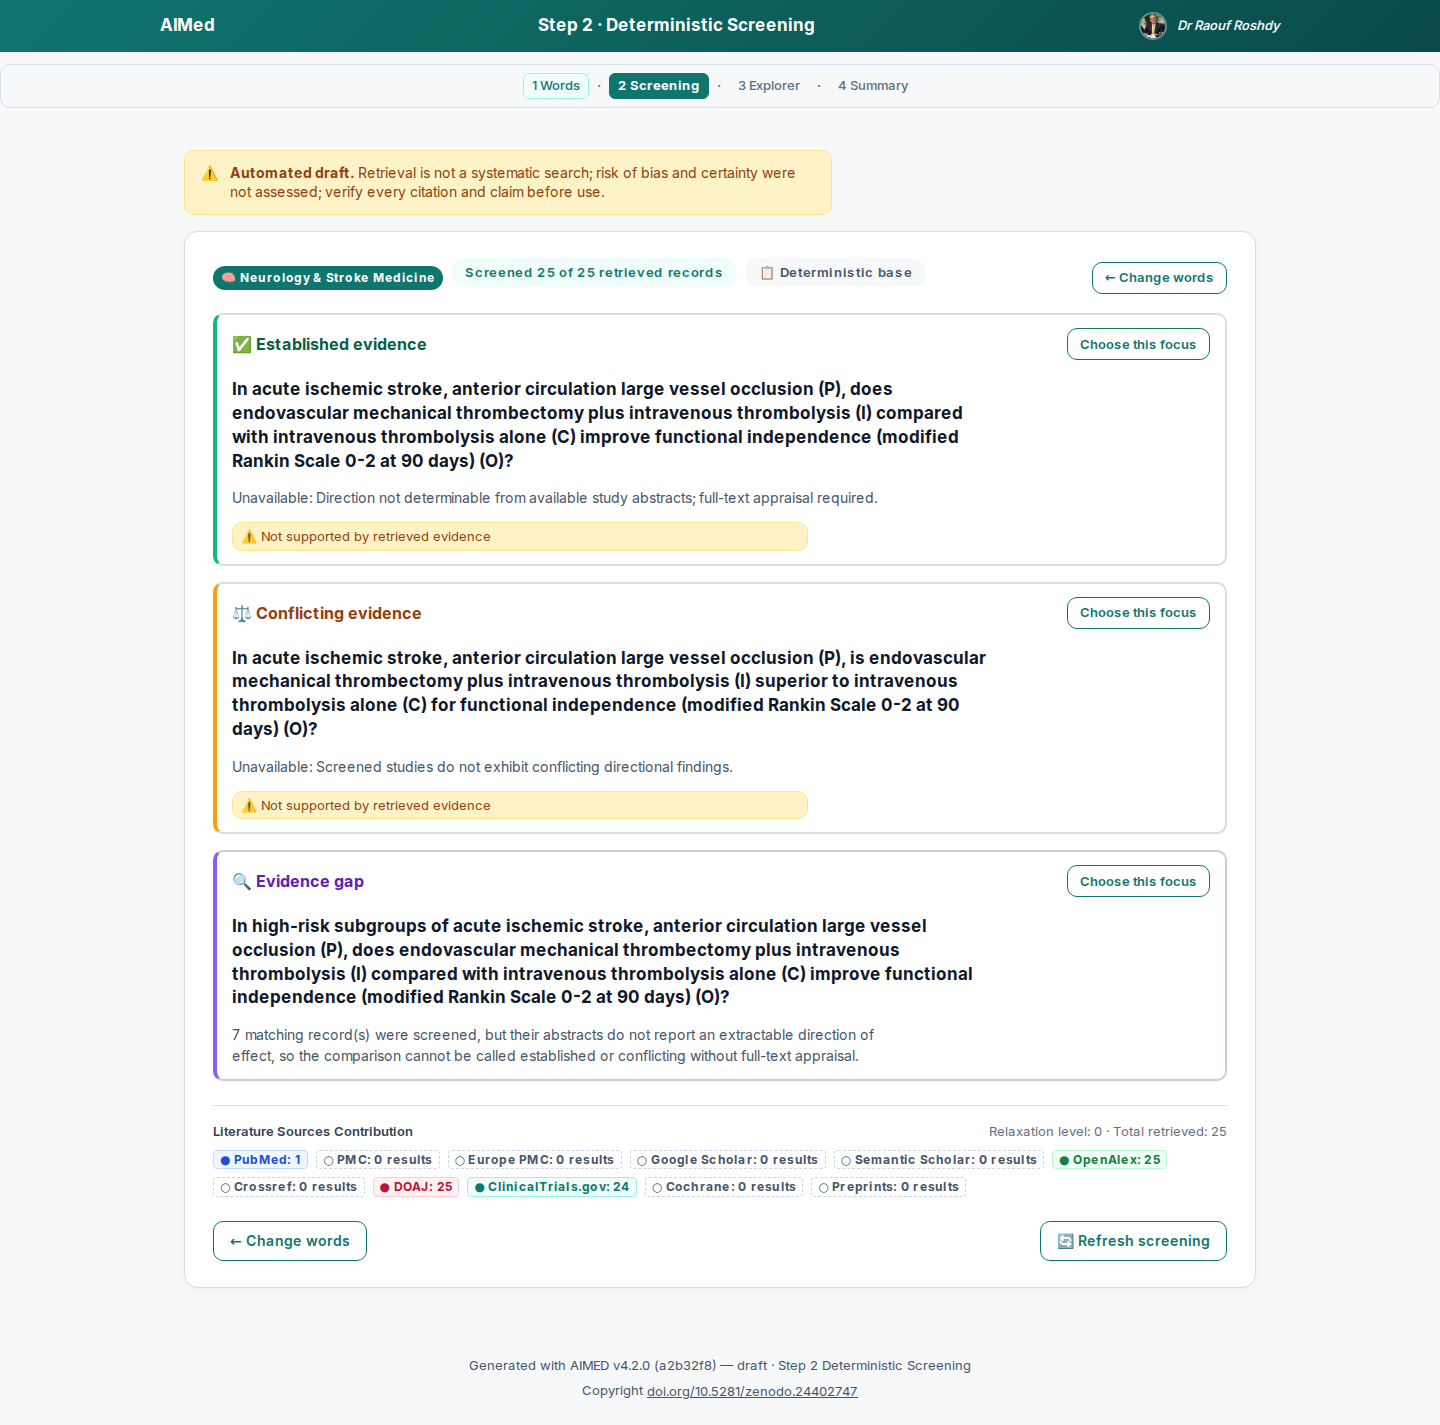 AIMed
Step 2 · Deterministic Screening
Dr Raouf Roshdy
1 Words · 2 Screening · 3 Explorer · 4 Summary
⚠️ Automated draft. Retrieval is not a systematic search; risk of bias and certainty were
not assessed; verify every citation and claim before use.
🧠 Neurology & Stroke Medicine
Screened 25 of 25 retrieved records
📋 Deterministic base
← Change words
✅ Established evidence
Choose this focus
In acute ischemic stroke, anterior circulation large vessel occlusion (P), does
endovascular mechanical thrombectomy plus intravenous thrombolysis (I) compared
with intravenous thrombolysis alone (C) improve functional independence (modified
Rankin Scale 0-2 at 90 days) (O)?
Unavailable: Direction not determinable from available study abstracts; full-text appraisal required.
⚠️ Not supported by retrieved evidence
⚖️ Conflicting evidence
Choose this focus
In acute ischemic stroke, anterior circulation large vessel occlusion (P), is endovascular
mechanical thrombectomy plus intravenous thrombolysis (I) superior to intravenous
thrombolysis alone (C) for functional independence (modified Rankin Scale 0-2 at 90
days) (O)?
Unavailable: Screened studies do not exhibit conflicting directional findings.
⚠️ Not supported by retrieved evidence
🔍 Evidence gap
Choose this focus
In high-risk subgroups of acute ischemic stroke, anterior circulation large vessel
occlusion (P), does endovascular mechanical thrombectomy plus intravenous
thrombolysis (I) compared with intravenous thrombolysis alone (C) improve functional
independence (modified Rankin Scale 0-2 at 90 days) (O)?
7 matching record(s) were screened, but their abstracts do not report an extractable direction of
effect, so the comparison cannot be called established or conflicting without full-text appraisal.
Literature Sources Contribution
Relaxation level: 0 · Total retrieved: 25
● PubMed: 1 ○ PMC: 0 results ○ Europe PMC: 0 results ○ Google Scholar: 0 results ○ Semantic Scholar: 0 results ● OpenAlex: 25
○ Crossref: 0 results ● DOAJ: 25 ● ClinicalTrials.gov: 24 ○ Cochrane: 0 results ○ Preprints: 0 results
← Change words
🔄 Refresh screening
Generated with AIMED v4.2.0 (a2b32f8) — draft · Step 2 Deterministic Screening
Copyright doi.org/10.5281/zenodo.24402747